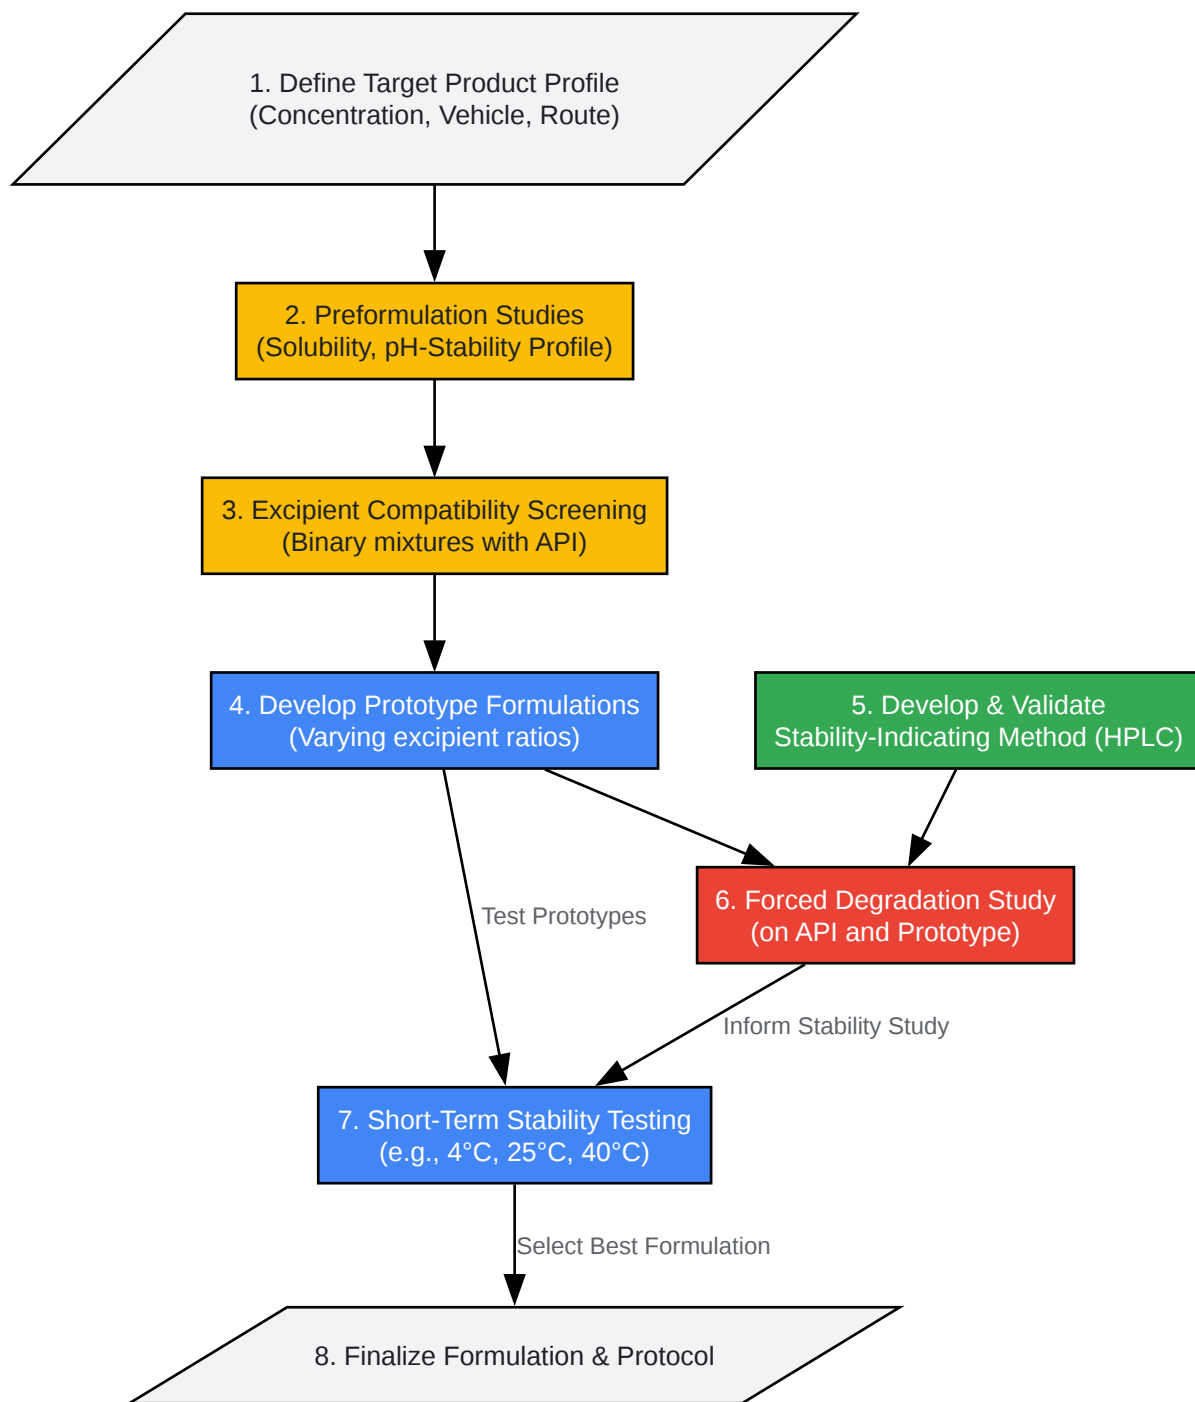 1. Define Target Product Profile
(Concentration, Vehicle, Route)
2. Preformulation Studies
(Solubility, pH-Stability Profile)
3. Excipient Compatibility Screening
(Binary mixtures with API)
4. Develop Prototype Formulations
(Varying excipient ratios)
5. Develop & Validate
Stability-Indicating Method (HPLC)
6. Forced Degradation Study
(on API and Prototype)
Test Prototypes
Inform Stability Study
7. Short-Term Stability Testing
(e.g., 4°C, 25°C, 40°C)
Select Best Formulation
8. Finalize Formulation & Protocol